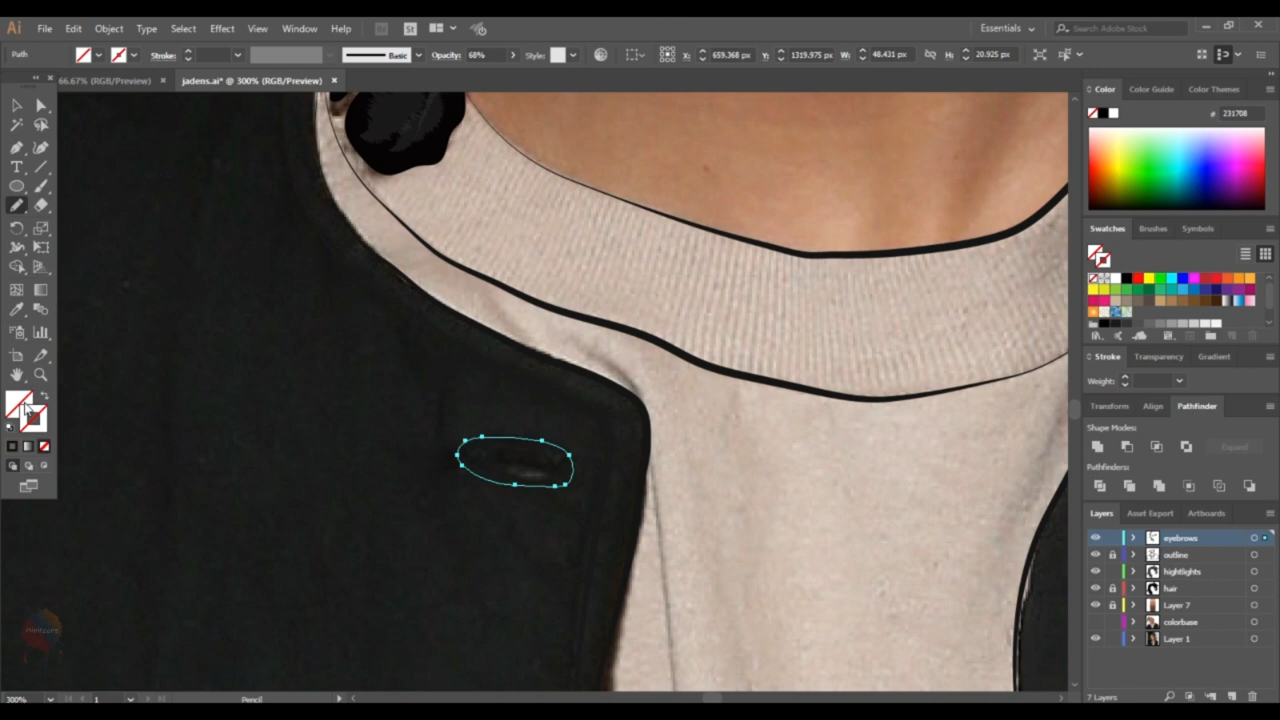 Ai File Edit Object Type Select Effect View Window Help Br St Essentials Search Adobe Stock
Path Stroke: Basic Opacity: 68% Style: X: 659.368 px Y: 1319.975 px W: 48.431 px H: 20.925 px
66.67% (RGB/Preview) × jadens.ai* @ 300% (RGB/Preview) ×
Color Color Guide Color Themes
# 231708
Swatches Brushes Symbols
Stroke Transparency Gradient
Weight:
Transform Align Pathfinder
Shape Modes:
Expand
Pathfinders:
Layers Asset Export Artboards
eyebrows
outline
hightlights
hair
Layer 7
colorbase
Layer 1
7 Layers
300% 1 Pencil